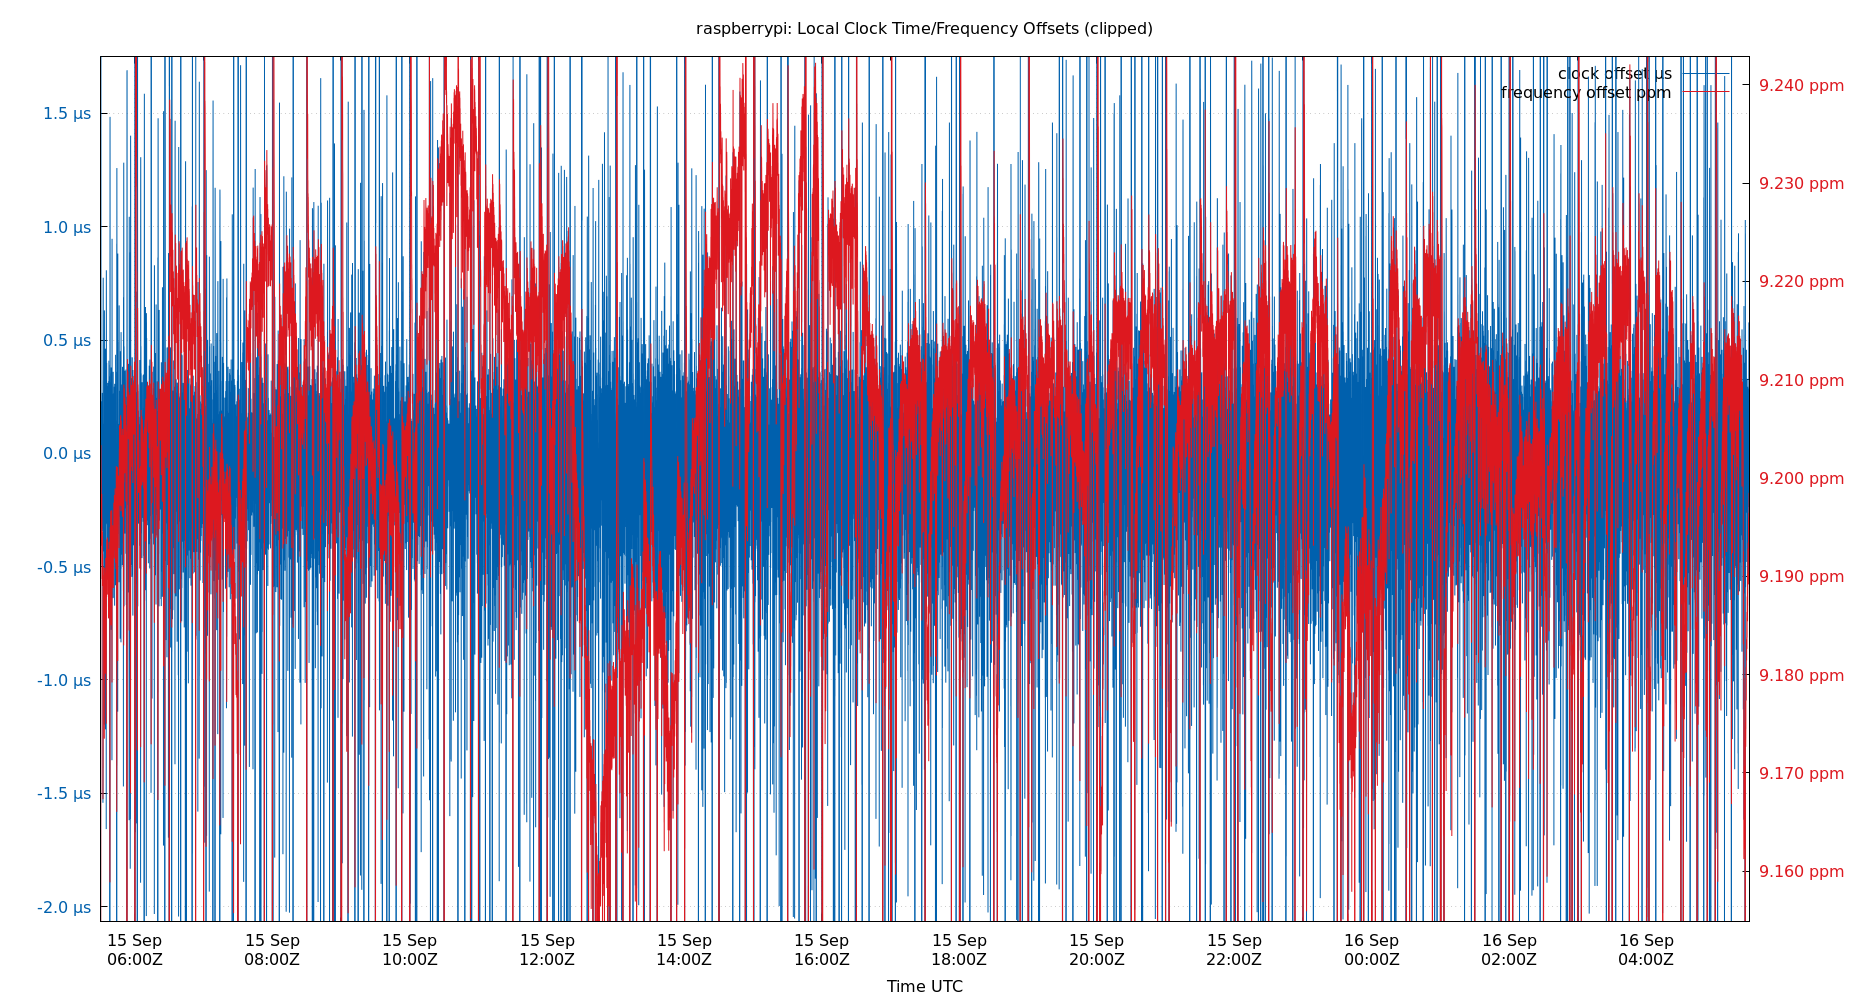 raspberrypi: Local Clock Time/Frequency Offsets (clipped)
clock offset µs
frequency offset ppm
1.5 µs
1.0 µs
0.5 µs
0.0 µs
-0.5 µs
-1.0 µs
-1.5 µs
-2.0 µs
9.240 ppm
9.230 ppm
9.220 ppm
9.210 ppm
9.200 ppm
9.190 ppm
9.180 ppm
9.170 ppm
9.160 ppm
15 Sep 15 Sep 15 Sep 15 Sep 15 Sep 15 Sep 15 Sep 15 Sep 15 Sep 16 Sep 16 Sep 16 Sep
06:00Z 08:00Z 10:00Z 12:00Z 14:00Z 16:00Z 18:00Z 20:00Z 22:00Z 00:00Z 02:00Z 04:00Z
Time UTC